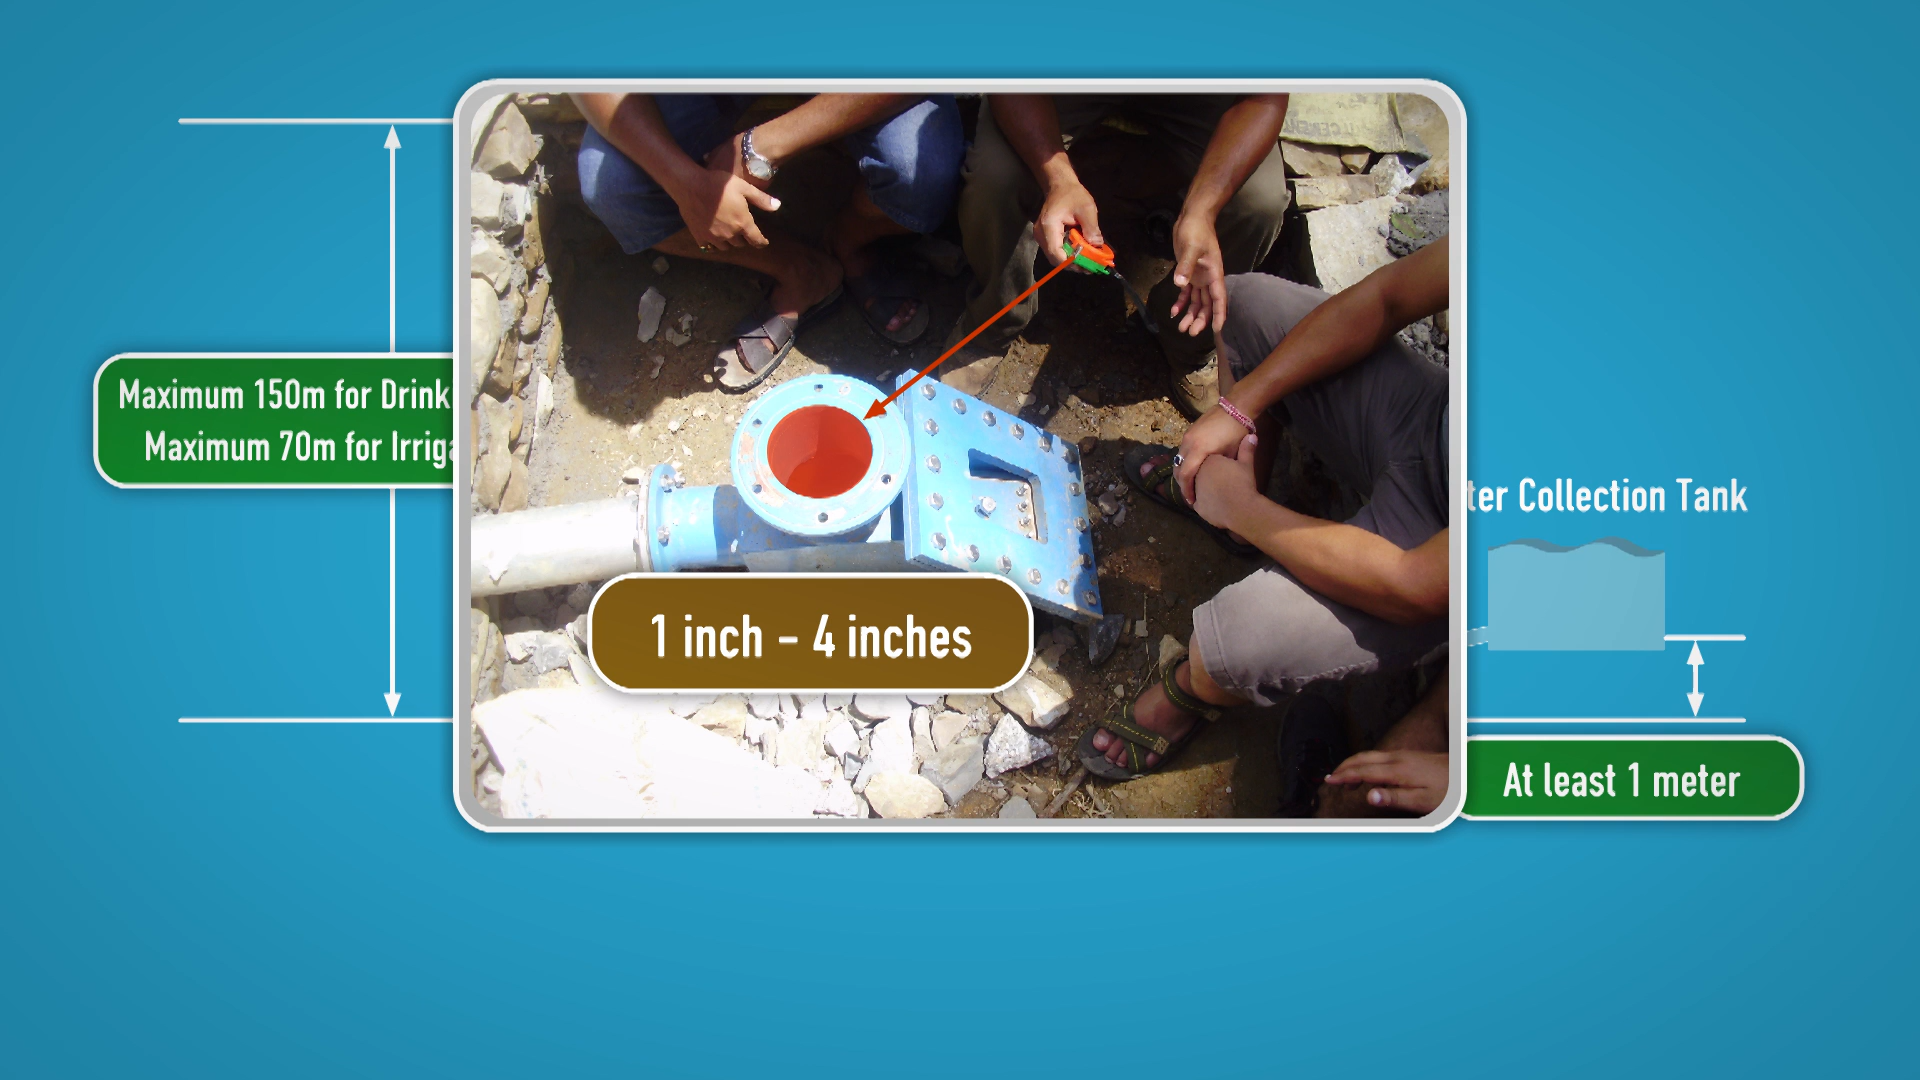 Maximum 150m for Drink
Maximum 70m for Irriga
1 inch – 4 inches
ter Collection Tank
At least 1 meter